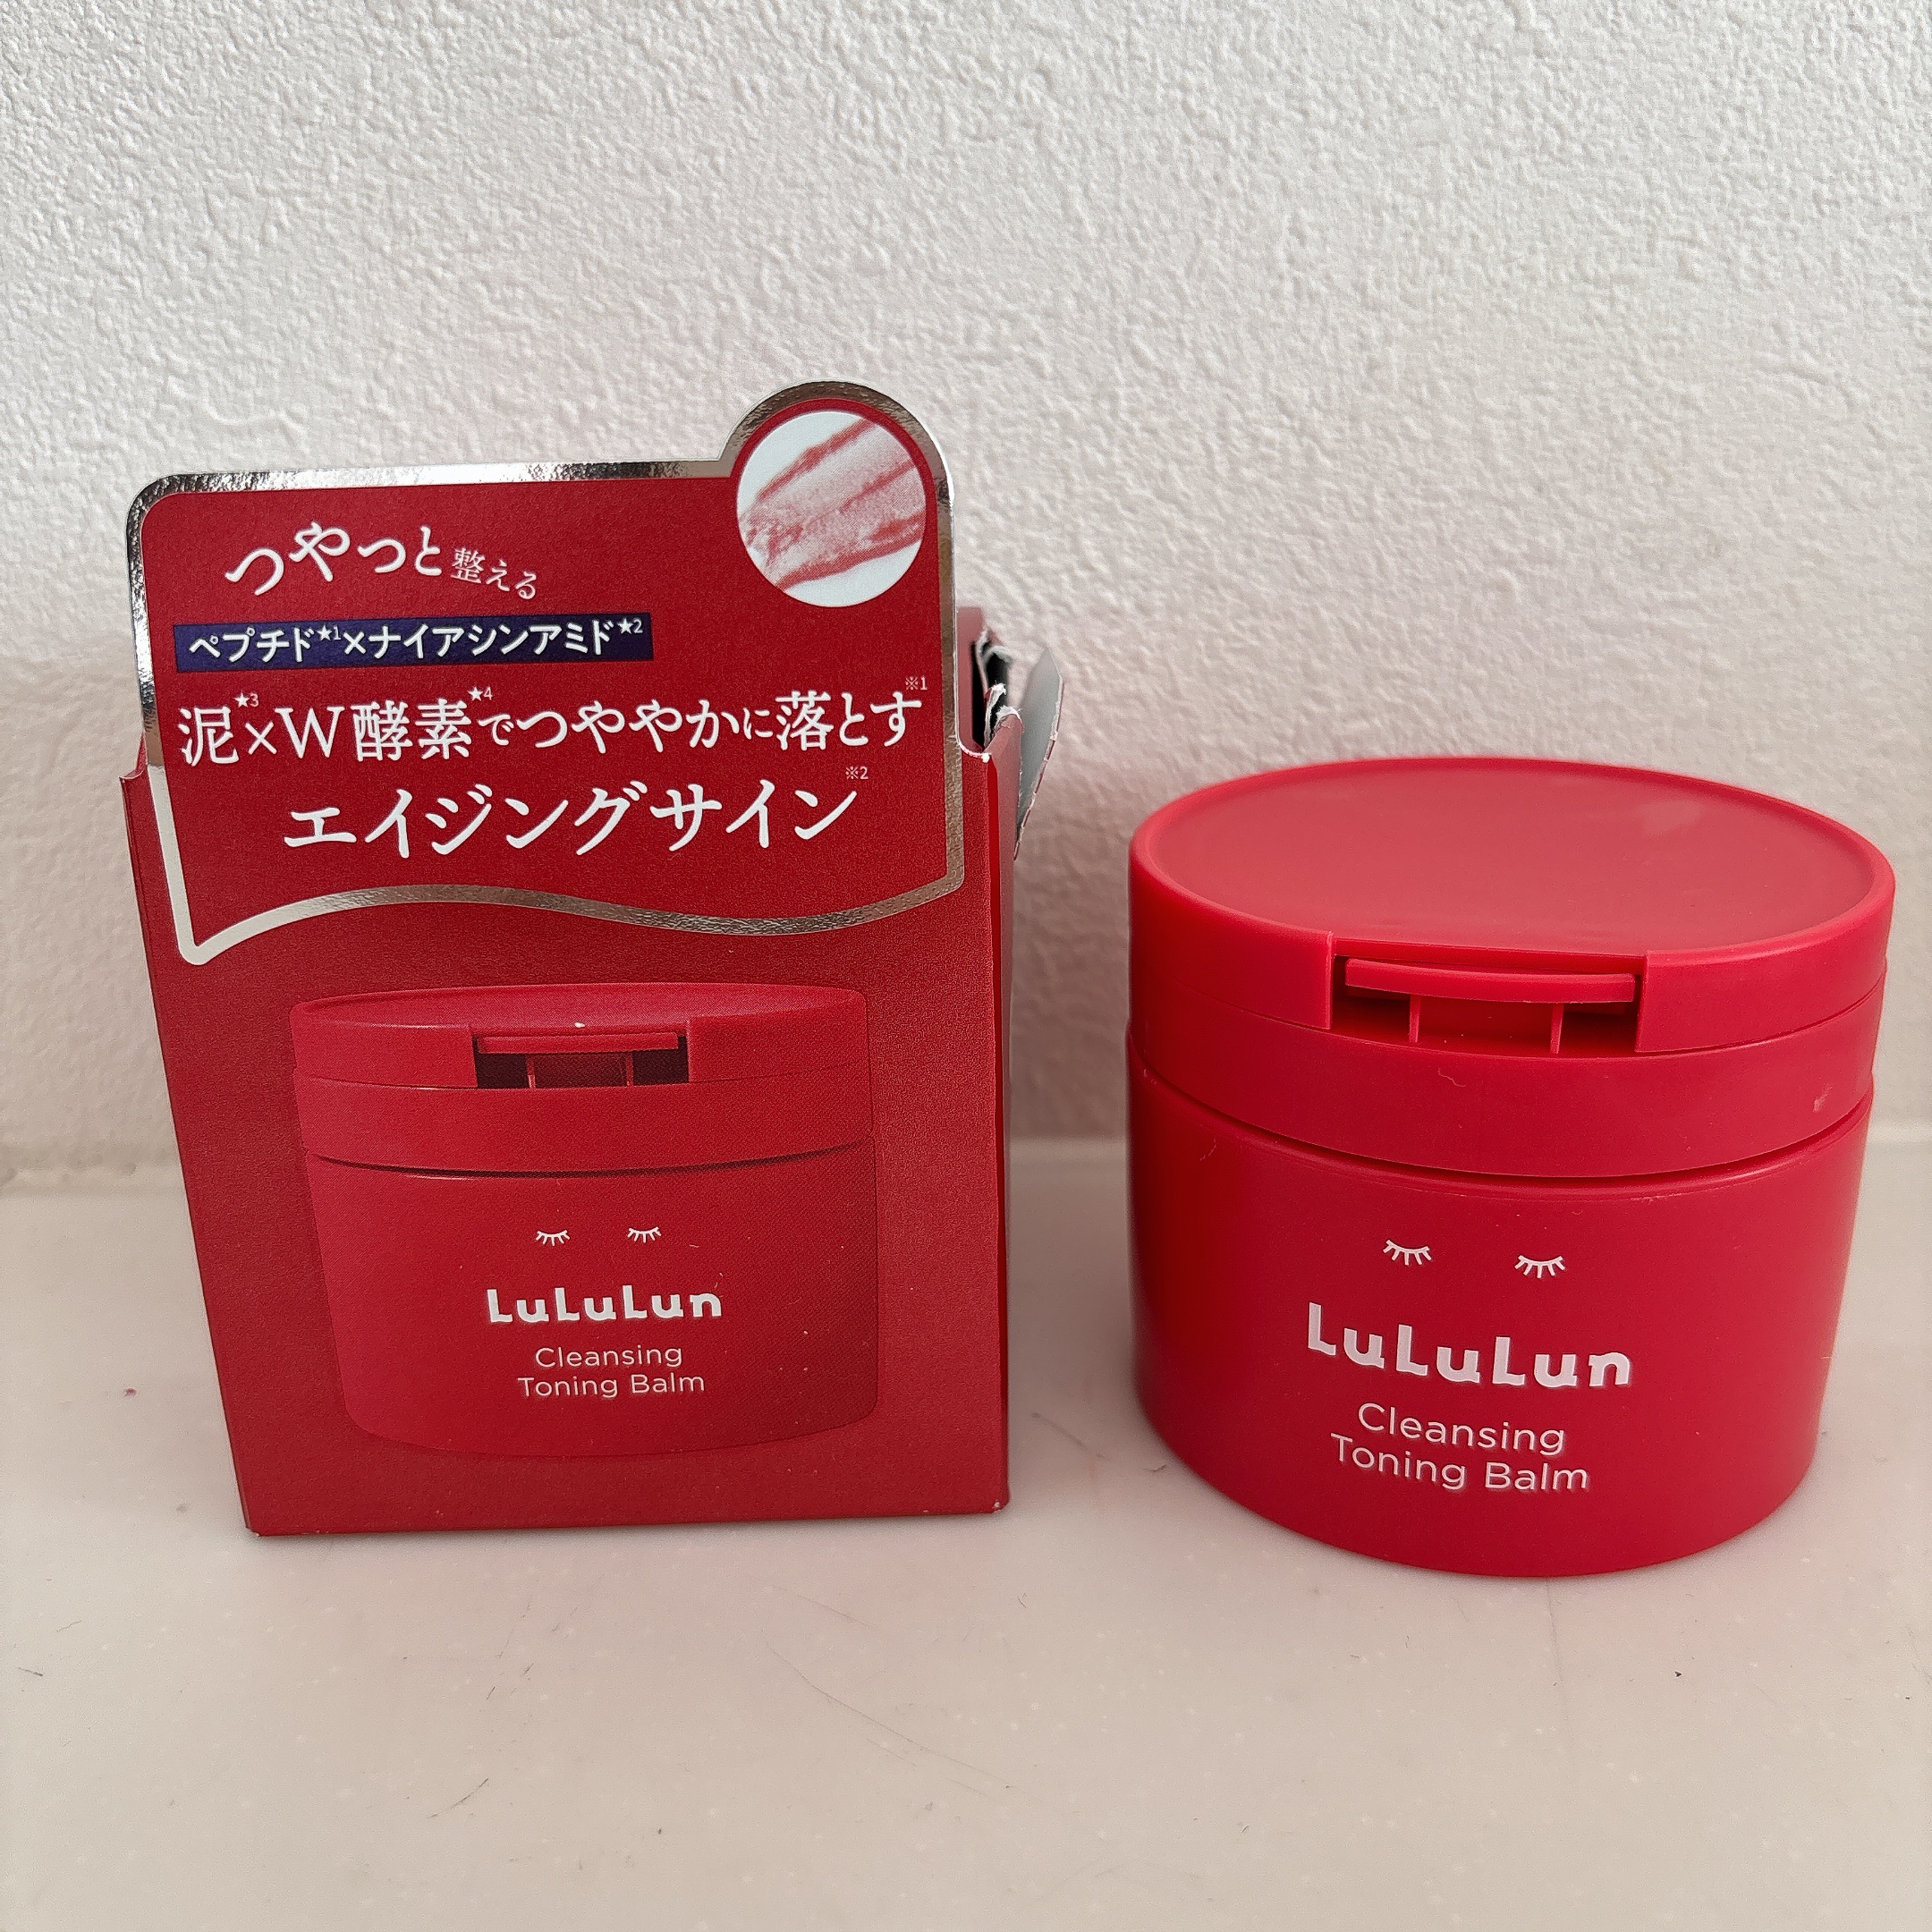 つやっと整える
ペプチド★1×ナイアシンアミド★2
泥★3×W酵素★4でつややかに落とす※1
エイジングサイン※2
LuLuLun
Cleansing
Toning Balm
LuLuLun
Cleansing
Toning Balm